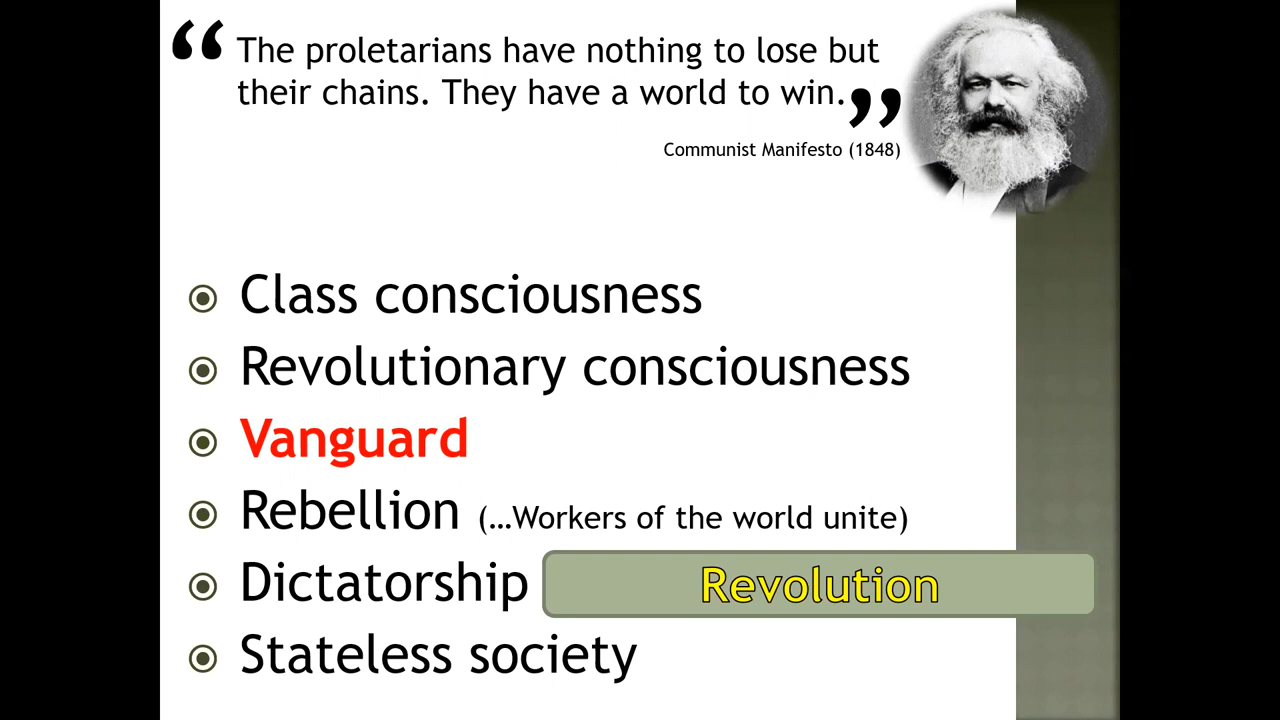 “The proletarians have nothing to lose but
their chains. They have a world to win.”
Communist Manifesto (1848)
Class consciousness
Revolutionary consciousness
Vanguard
Rebellion (…Workers of the world unite)
Dictatorship Revolution
Stateless society